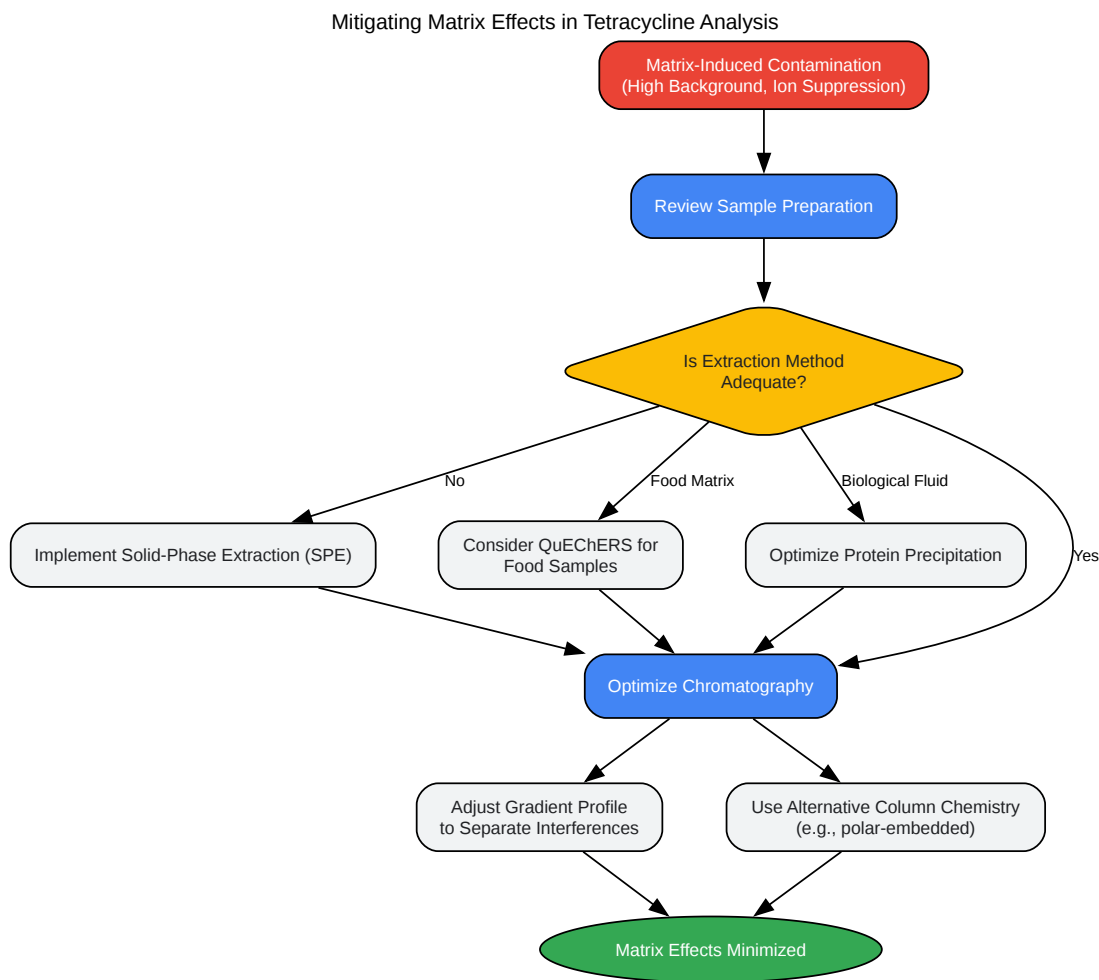 Mitigating Matrix Effects in Tetracycline Analysis
Matrix-Induced Contamination
(High Background, Ion Suppression)
Review Sample Preparation
Is Extraction Method
Adequate?
No
Food Matrix
Biological Fluid
Yes
Implement Solid-Phase Extraction (SPE)
Consider QuEChERS for
Food Samples
Optimize Protein Precipitation
Optimize Chromatography
Adjust Gradient Profile
to Separate Interferences
Use Alternative Column Chemistry
(e.g., polar-embedded)
Matrix Effects Minimized